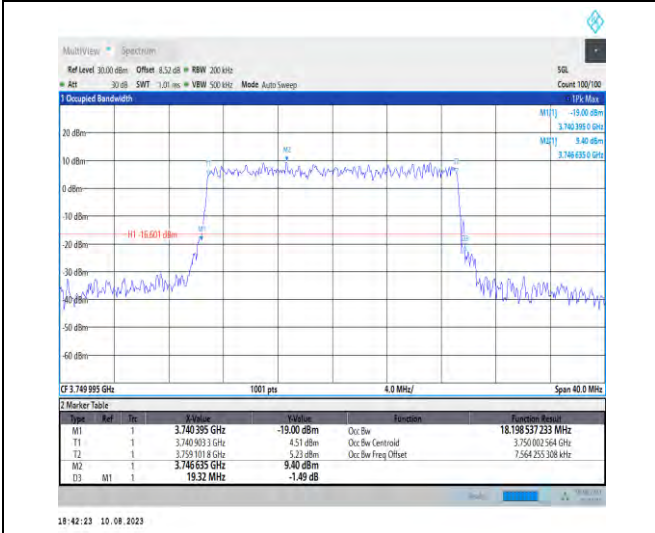 MultiView Spectrum
Ref Level 30.00 dBm Offset 8.52 dB RBW 200 kHz SGL
Att 30 dB SWT 1.01 ms VBW 500 kHz Mode Auto Sweep Count 100/100
1 Occupied Bandwidth 1Pk Max
M1[1] -19.00 dBm
3.740 395 0 GHz
M2[1] 9.40 dBm
3.746 635 0 GHz
20 dBm
M2
10 dBm
0 dBm
-10 dBm
M1
H1 -16.601 dBm
-20 dBm
-30 dBm
-40 dBm
-50 dBm
-60 dBm
CF 3.749 995 GHz 1001 pts 4.0 MHz/ Span 40.0 MHz
2 Marker Table
Type Ref Trc X-Value Y-Value Function Function Result
M1 1 3.740 395 GHz -19.00 dBm Occ Bw 18.198 537 233 MHz
T1 1 3.740 903 3 GHz 4.51 dBm Occ Bw Centroid 3.750 002 564 GHz
T2 1 3.759 101 8 GHz 5.23 dBm Occ Bw Freq Offset 7.564 255 308 kHz
M2 1 3.746 635 GHz 9.40 dBm
D3 M1 1 19.32 MHz -1.49 dB
18:42:23 10.08.2023